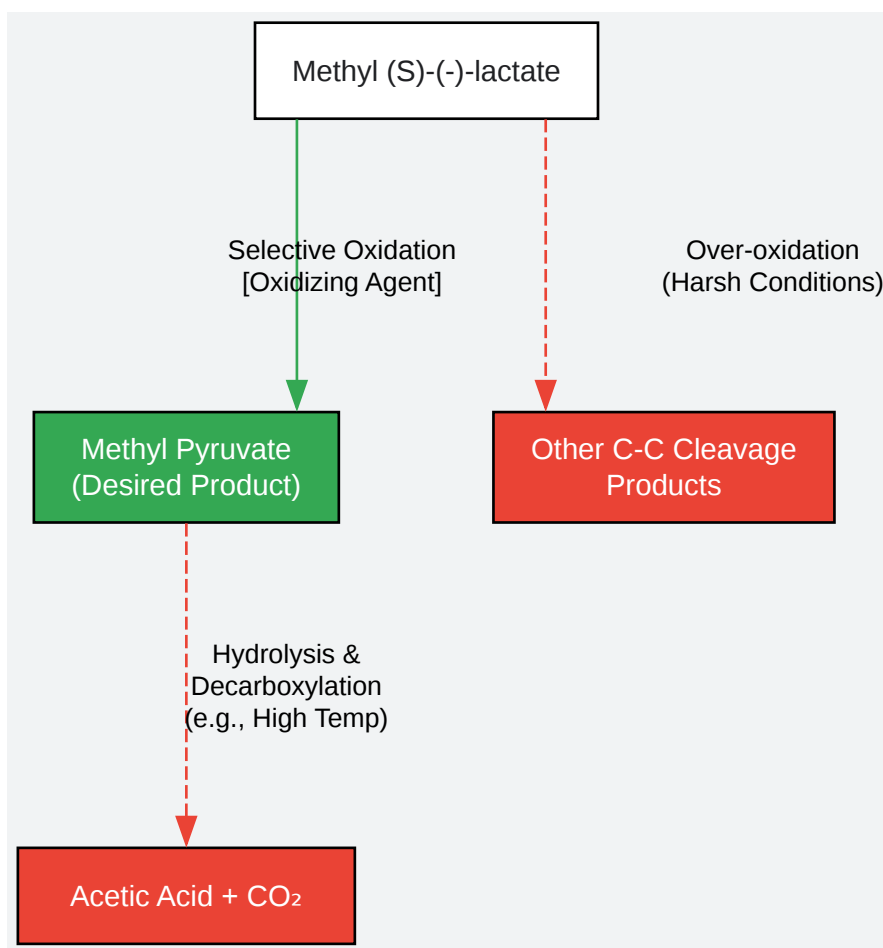 Methyl (S)-(-)-lactate
Selective Oxidation
[Oxidizing Agent]
Over-oxidation
(Harsh Conditions)
Methyl Pyruvate
(Desired Product)
Other C-C Cleavage
Products
Hydrolysis &
Decarboxylation
(e.g., High Temp)
Acetic Acid + CO₂